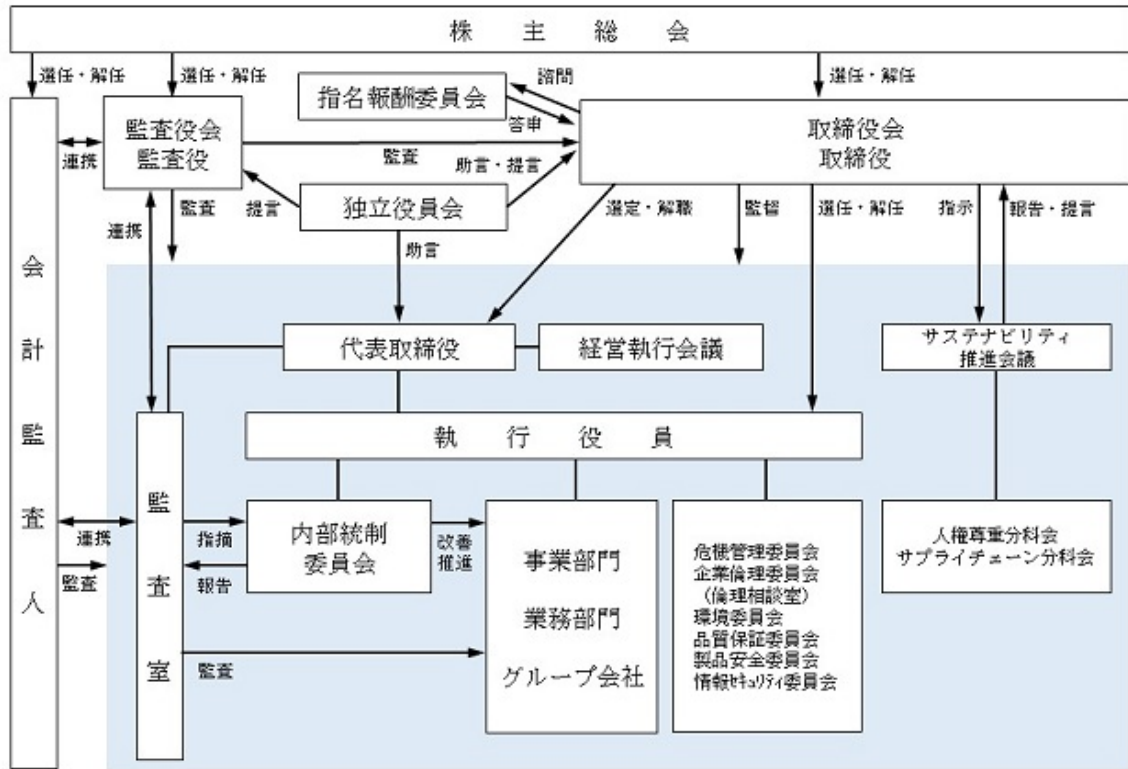 株主総会
選任・解任
選任・解任
選任・解任
諮問
指名報酬委員会
答申
監査役会
監査役
取締役会
取締役
連携
監査
助言・提言
独立役員会
提言
監査
連携
助言
選定・解職
監督
選任・解任
指示
報告・提言
会計監査人
代表取締役
経営執行会議
サステナビリティ
推進会議
執行役員
監査室
連携
監査
指摘
報告
内部統制
委員会
改善
推進
監査
事業部門
業務部門
グループ会社
危機管理委員会
企業倫理委員会
(倫理相談室)
環境委員会
品質保証委員会
製品安全委員会
情報ｾｷｭﾘﾃｨ委員会
人権尊重分科会
サプライチェーン分科会